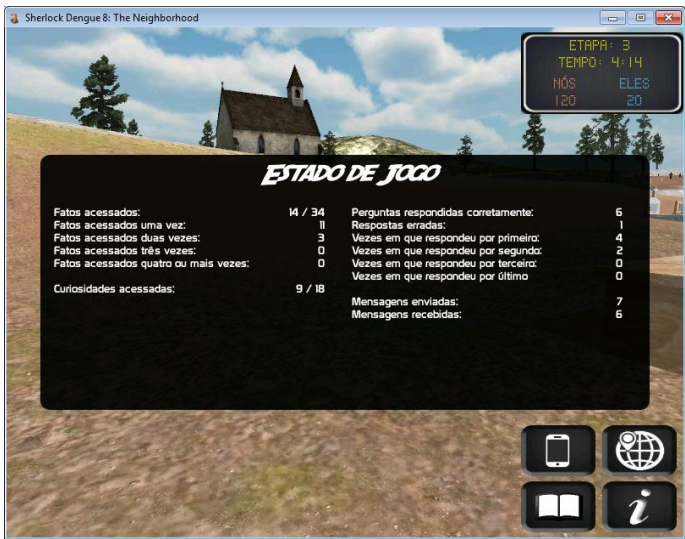 Sherlock Dengue 8: The Neighborhood
ETAPA: 3
TEMPO: 4:14
NÓS ELES
120 20
ESTADO DE JOGO
Fatos acessados: 14 / 34
Fatos acessados uma vez: 11
Fatos acessados duas vezes: 3
Fatos acessados três vezes: 0
Fatos acessados quatro ou mais vezes: 0
Curiosidades acessadas: 9 / 18
Perguntas respondidas corretamente: 6
Respostas erradas: 1
Vezes em que respondeu por primeiro: 4
Vezes em que respondeu por segundo: 2
Vezes em que respondeu por terceiro: 0
Vezes em que respondeu por último 0
Mensagens enviadas: 7
Mensagens recebidas: 6
i